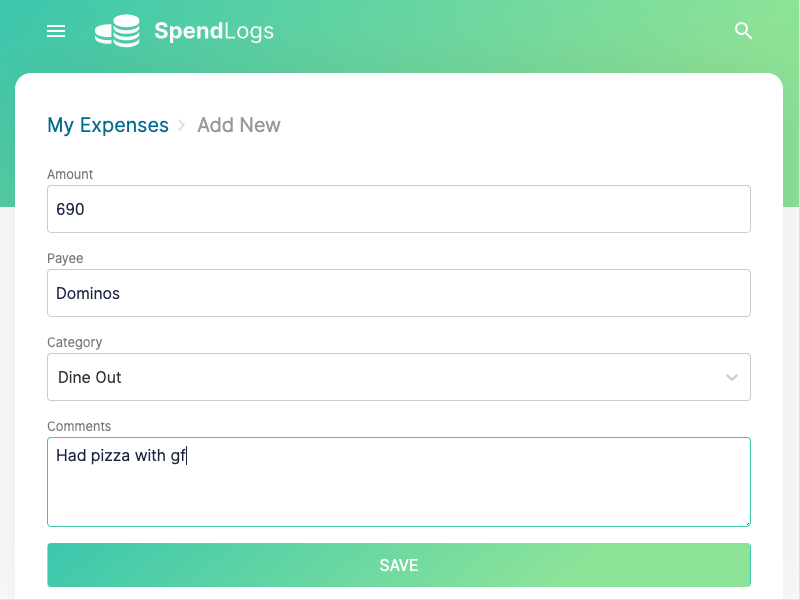 SpendLogs
My Expenses > Add New
Amount
690
Payee
Dominos
Category
Dine Out
Comments
Had pizza with gf
SAVE